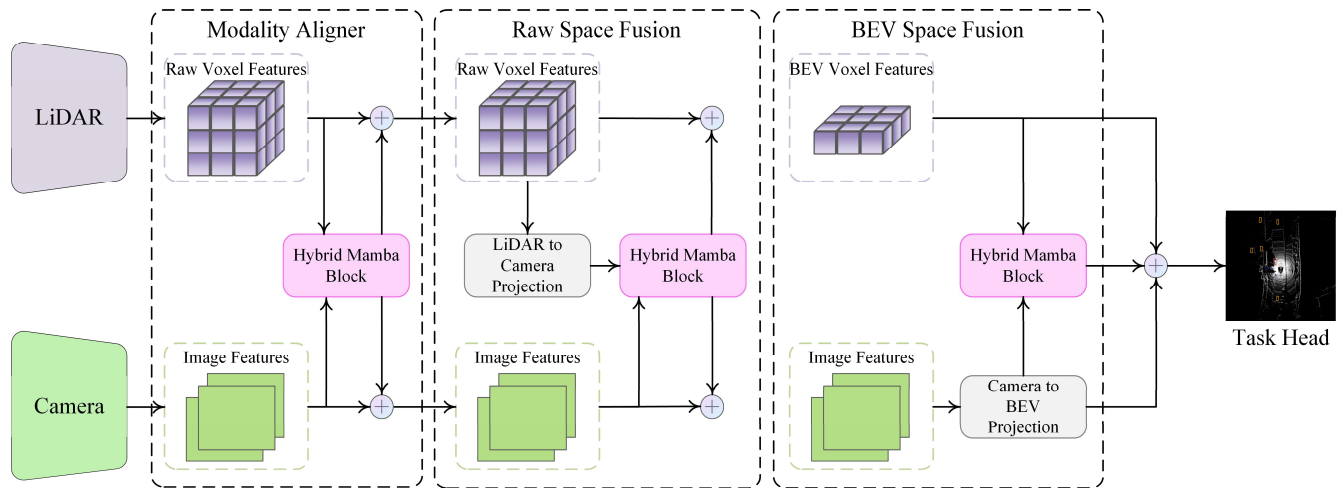 Modality Aligner
Raw Space Fusion
BEV Space Fusion
LiDAR
Raw Voxel Features
Raw Voxel Features
BEV Voxel Features
Hybrid Mamba
Block
LiDAR to
Camera
Projection
Hybrid Mamba
Block
Hybrid Mamba
Block
Task Head
Camera
Image Features
Image Features
Image Features
Camera to
BEV
Projection